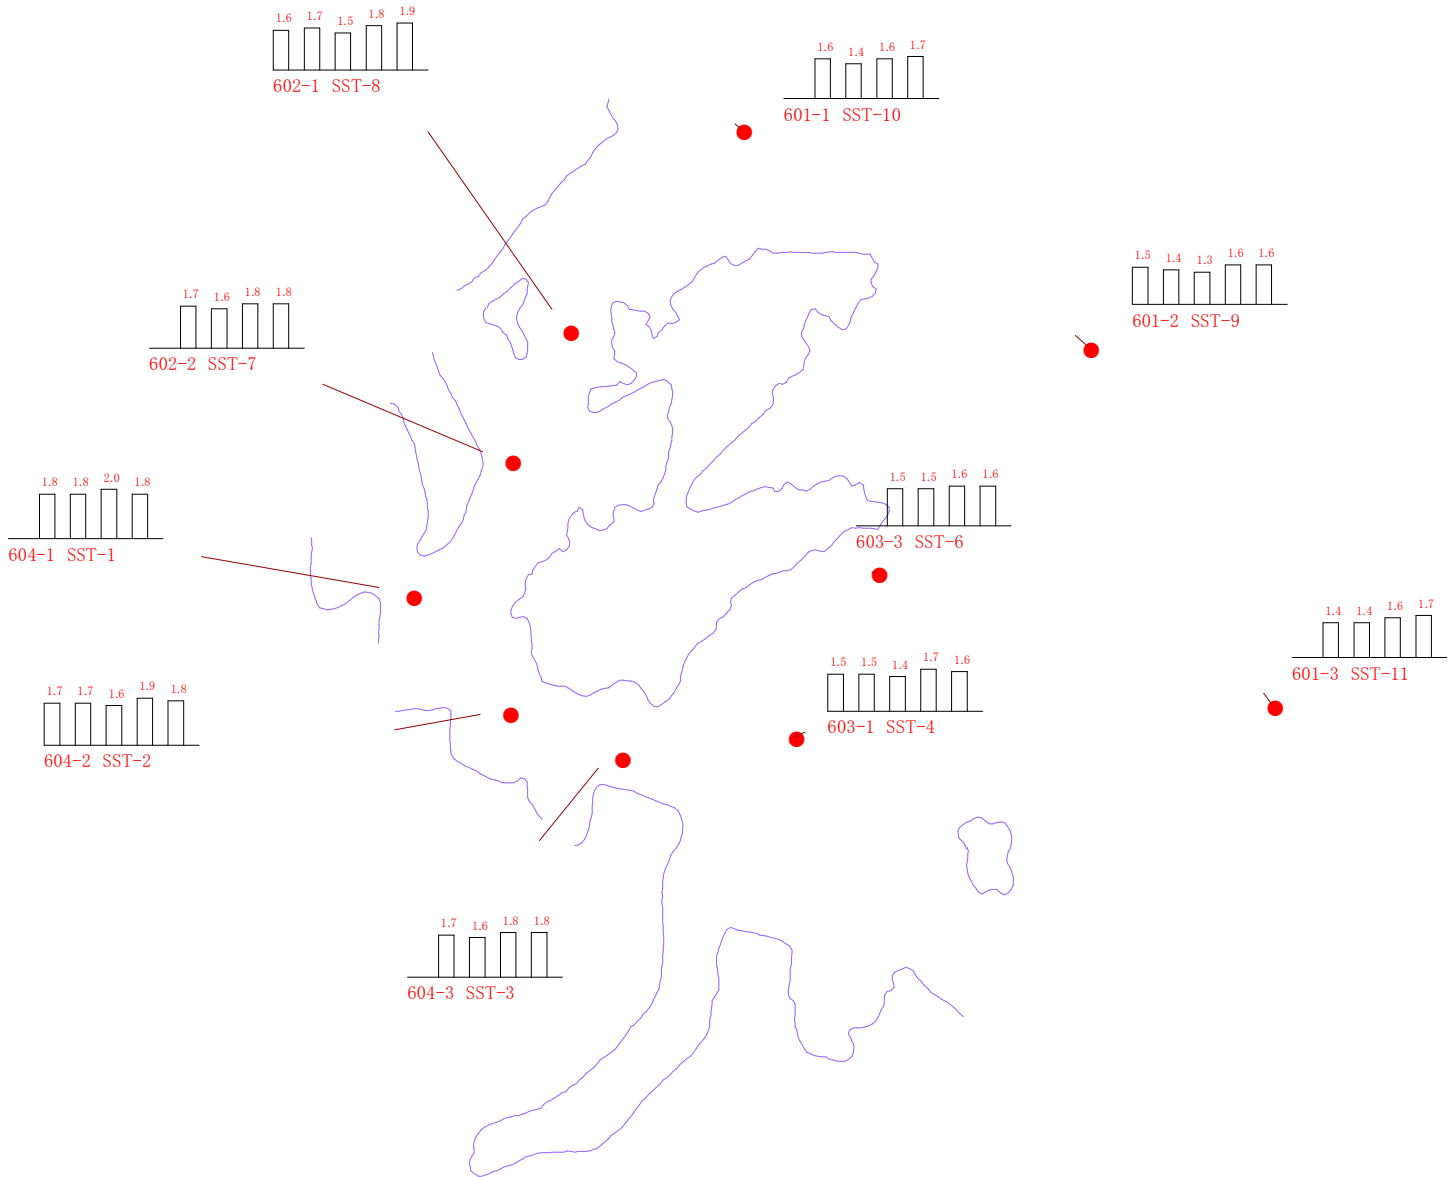 1.6 1.7 1.5 1.8 1.9
602-1 SST-8
1.6 1.4 1.6 1.7
601-1 SST-10
1.5 1.4 1.3 1.6 1.6
601-2 SST-9
1.7 1.6 1.8 1.8
602-2 SST-7
1.8 1.8 2.0 1.8
604-1 SST-1
1.5 1.5 1.6 1.6
603-3 SST-6
1.4 1.4 1.6 1.7
601-3 SST-11
1.7 1.7 1.6 1.9 1.8
604-2 SST-2
1.5 1.5 1.4 1.7 1.6
603-1 SST-4
1.7 1.6 1.8 1.8
604-3 SST-3